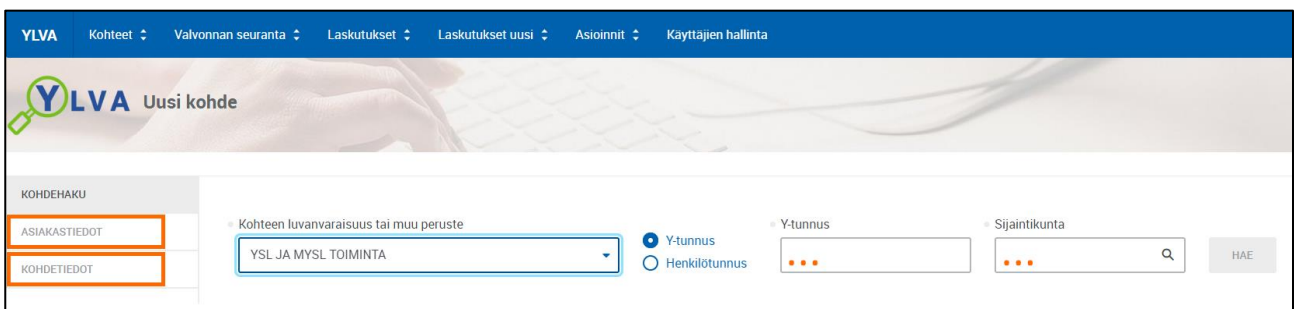 YLVA Kohteet Valvonnan seuranta Laskutukset Laskutukset uusi Asioinnit Käyttäjien hallinta
YLVA Uusi kohde
KOHDEHAKU
ASIAKASTIEDOT
KOHDETIEDOT
Kohteen luvanvaraisuus tai muu peruste
YSL JA MYSL TOIMINTA
Y-tunnus
Henkilötunnus
Y-tunnus
...
Sijaintikunta
...
HAE